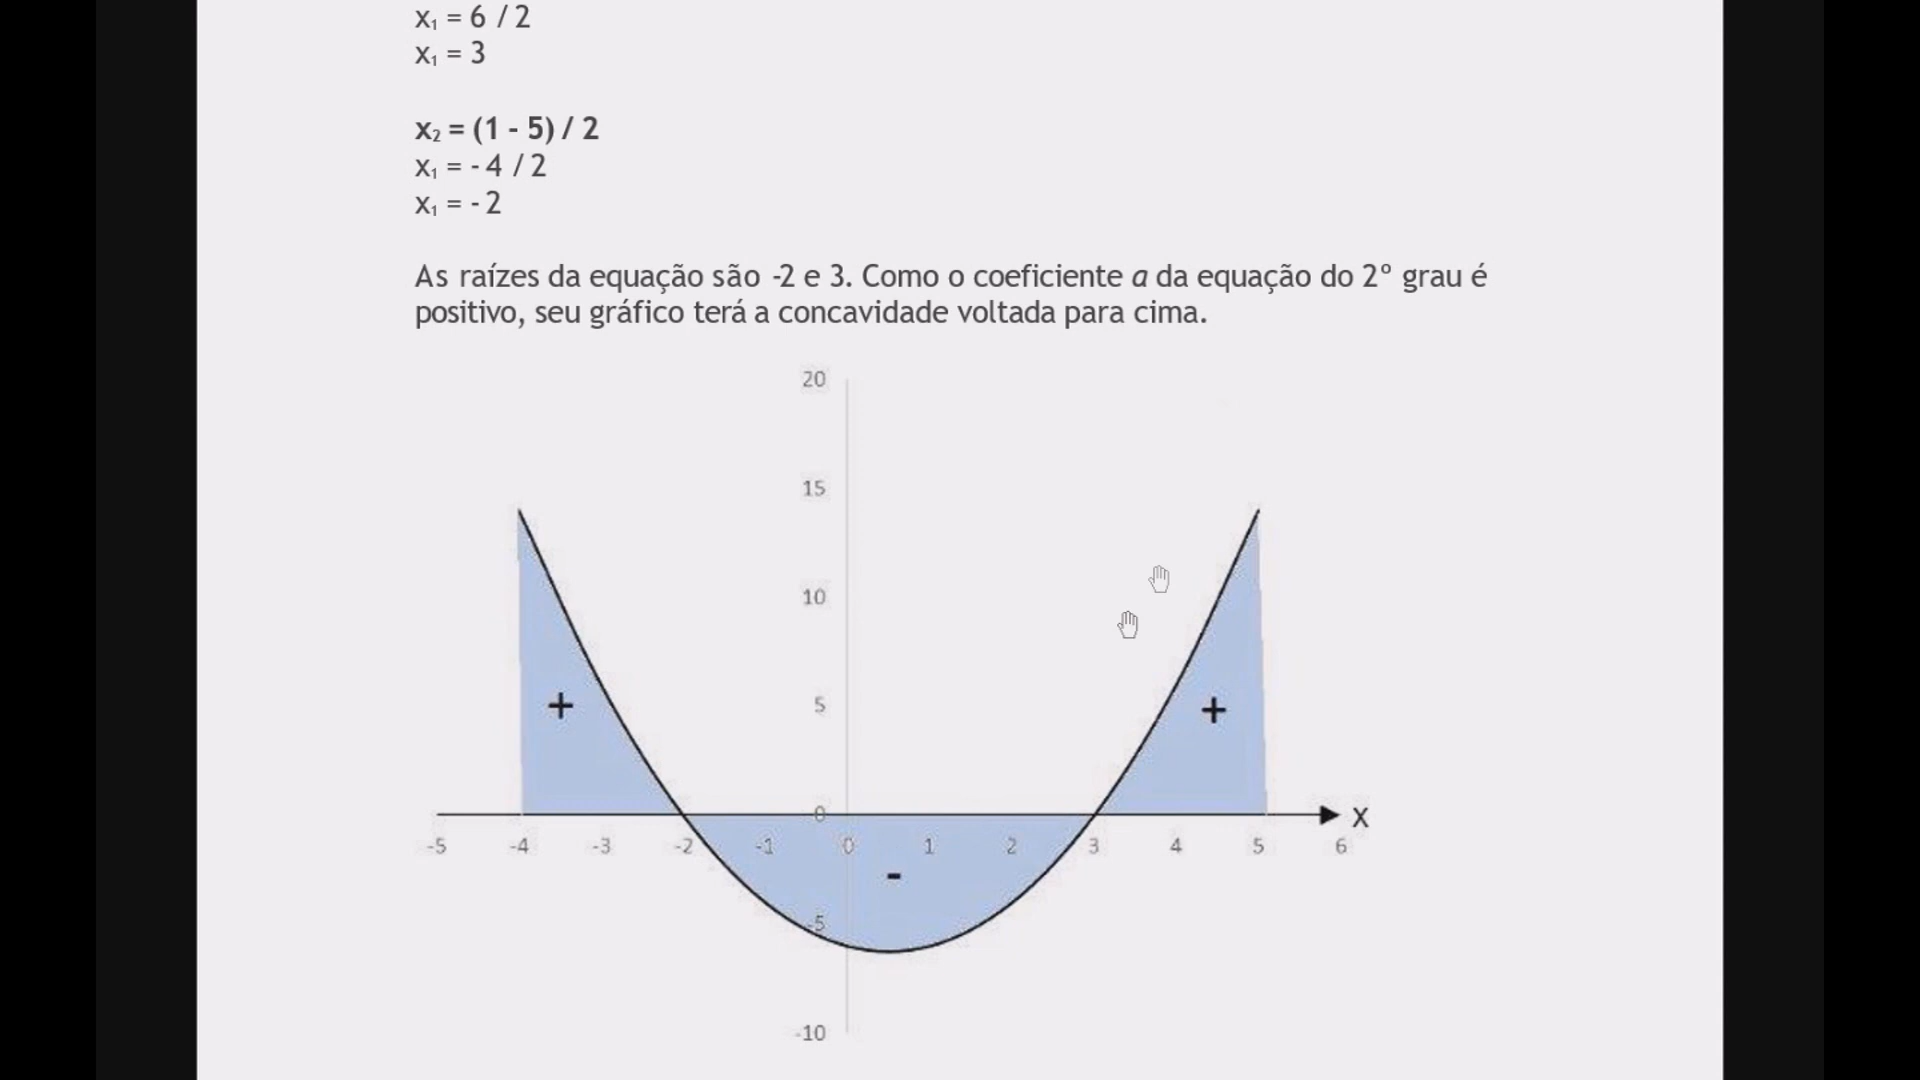 x₁ = 6 / 2
x₁ = 3
x₂ = (1 - 5) / 2
x₁ = - 4 / 2
x₁ = - 2
As raízes da equação são -2 e 3. Como o coeficiente a da equação do 2º grau é
positivo, seu gráfico terá a concavidade voltada para cima.
20
15
10
5
+ +
0
X
-5 -4 -3 -2 -1 0 1 2 3 4 5 6
-
-5
-10